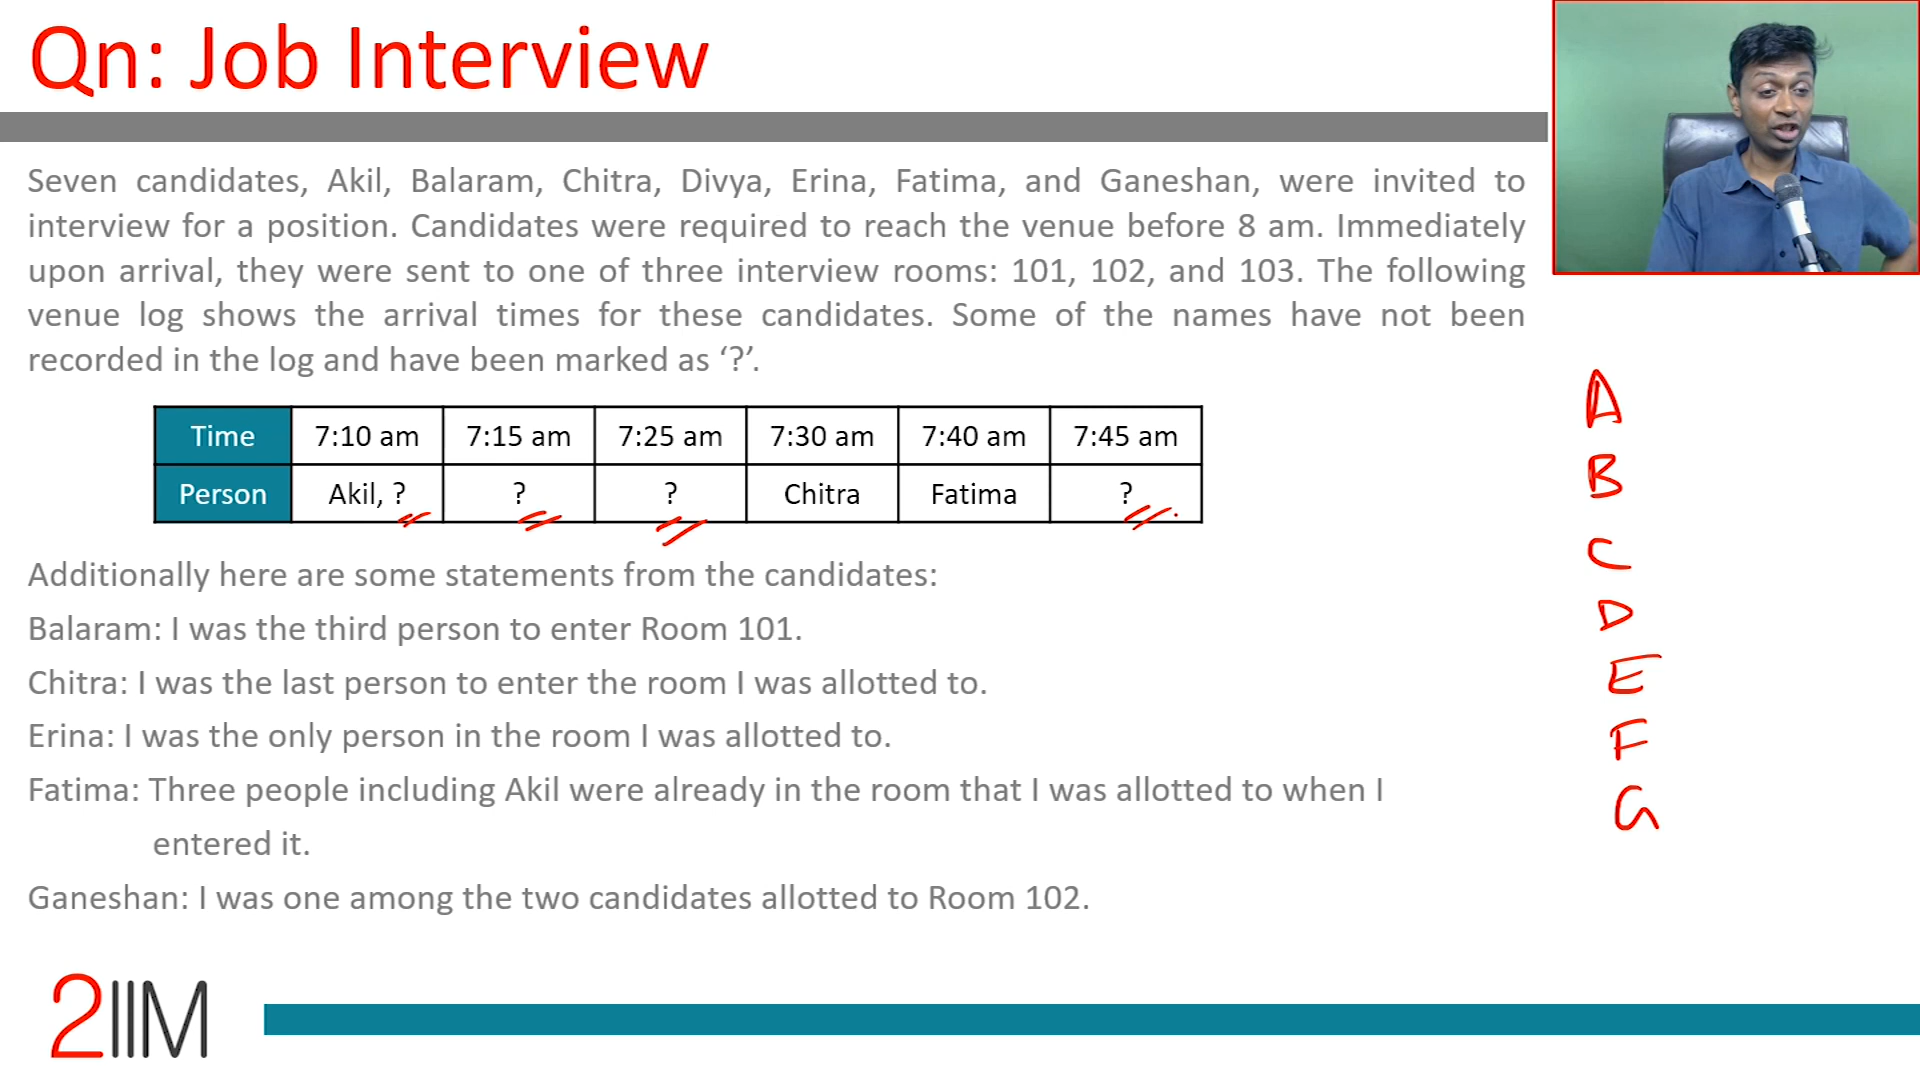 Qn: Job Interview
Seven candidates, Akil, Balaram, Chitra, Divya, Erina, Fatima, and Ganeshan, were invited to
interview for a position. Candidates were required to reach the venue before 8 am. Immediately
upon arrival, they were sent to one of three interview rooms: 101, 102, and 103. The following
venue log shows the arrival times for these candidates. Some of the names have not been
recorded in the log and have been marked as ‘?’.
Time 7:10 am 7:15 am 7:25 am 7:30 am 7:40 am 7:45 am
Person Akil, ? ? ? Chitra Fatima ?
Additionally here are some statements from the candidates:
Balaram: I was the third person to enter Room 101.
Chitra: I was the last person to enter the room I was allotted to.
Erina: I was the only person in the room I was allotted to.
Fatima: Three people including Akil were already in the room that I was allotted to when I
entered it.
Ganeshan: I was one among the two candidates allotted to Room 102.
A
B
C
D
E
F
G
2IIM